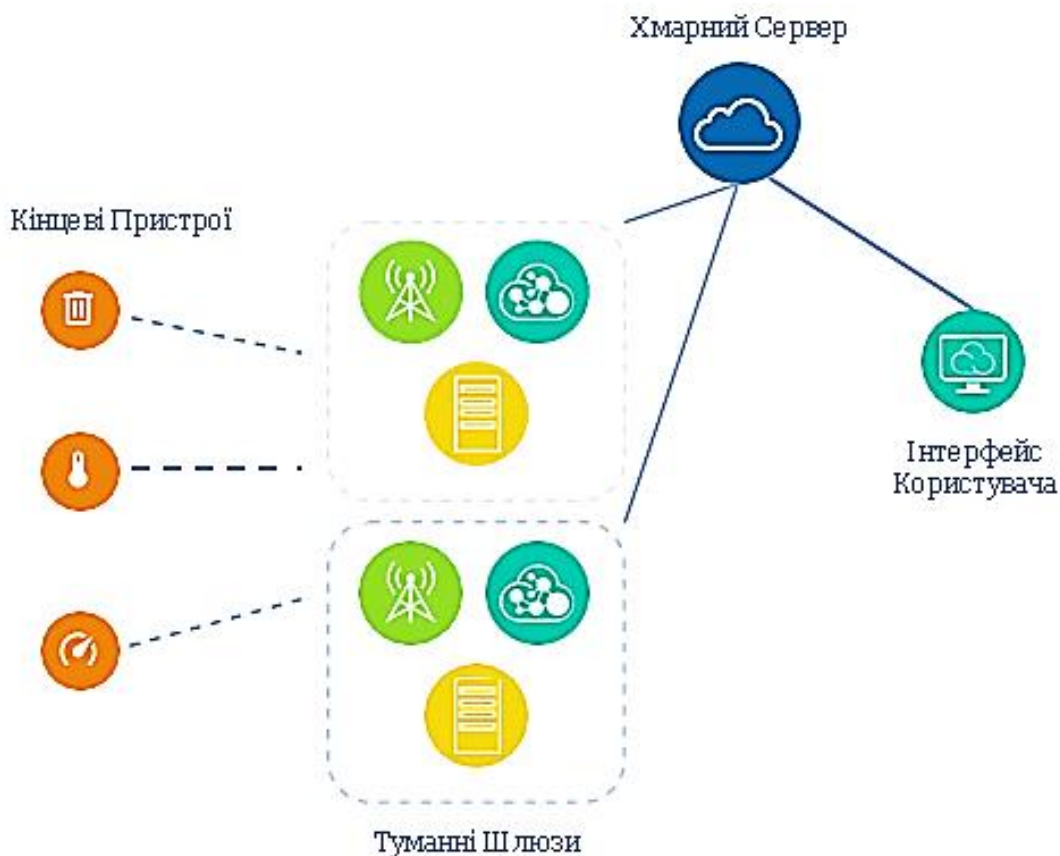 Хмарний Сервер
Кінцеві Пристрої
Інтерфейс
Користувача
Туманні Шлюзи